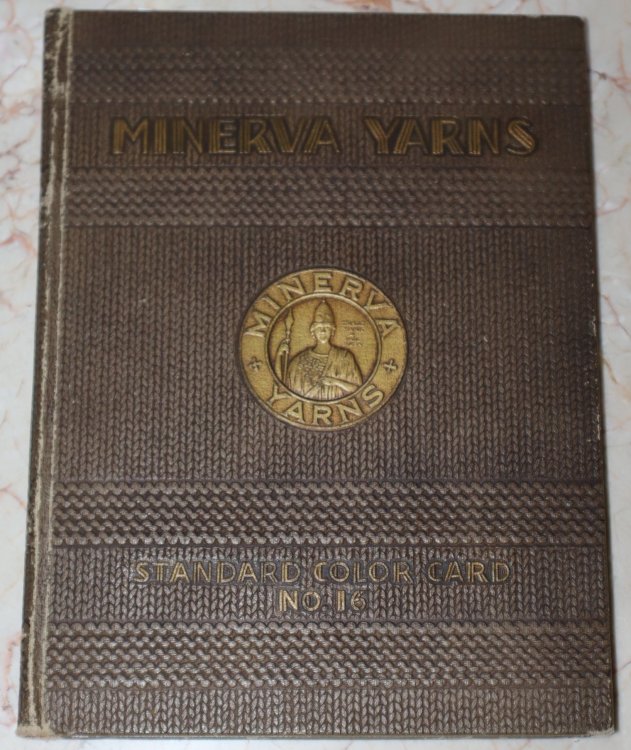 MINERVA YARNS
MINERVA
YARNS
STANDARD COLOR CARD
NO 16